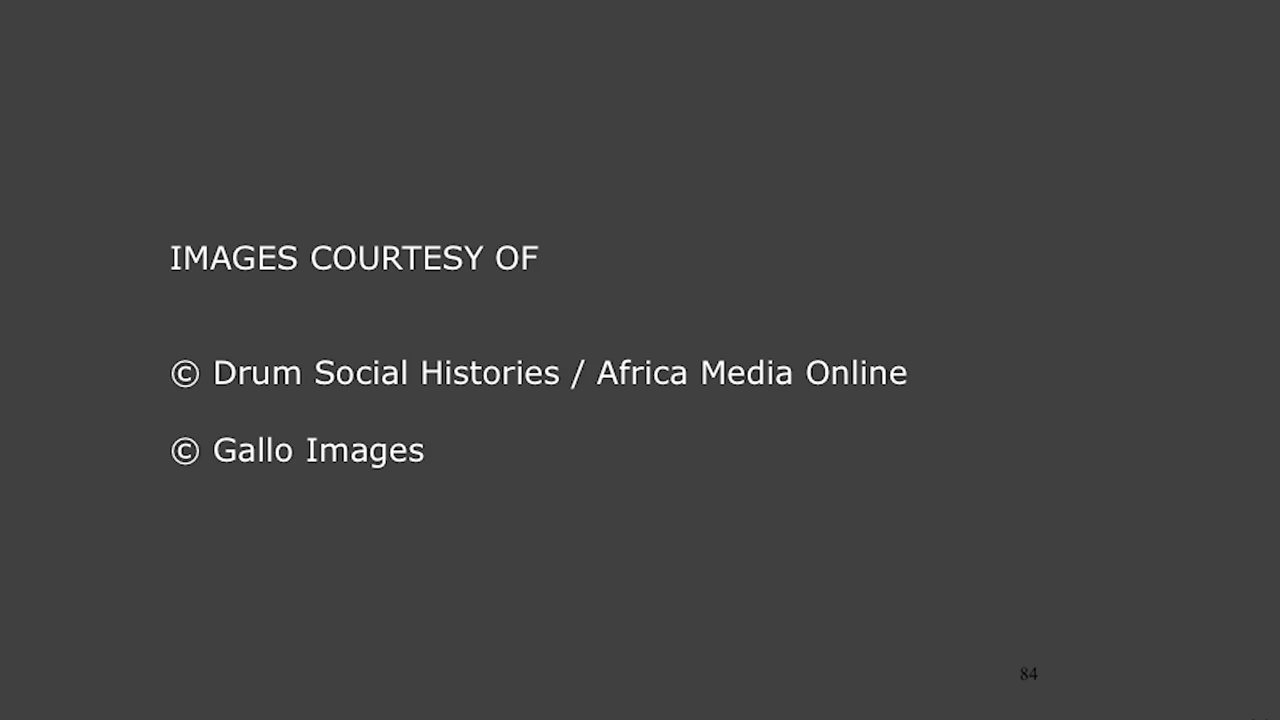 IMAGES COURTESY OF
© Drum Social Histories / Africa Media Online
© Gallo Images
84